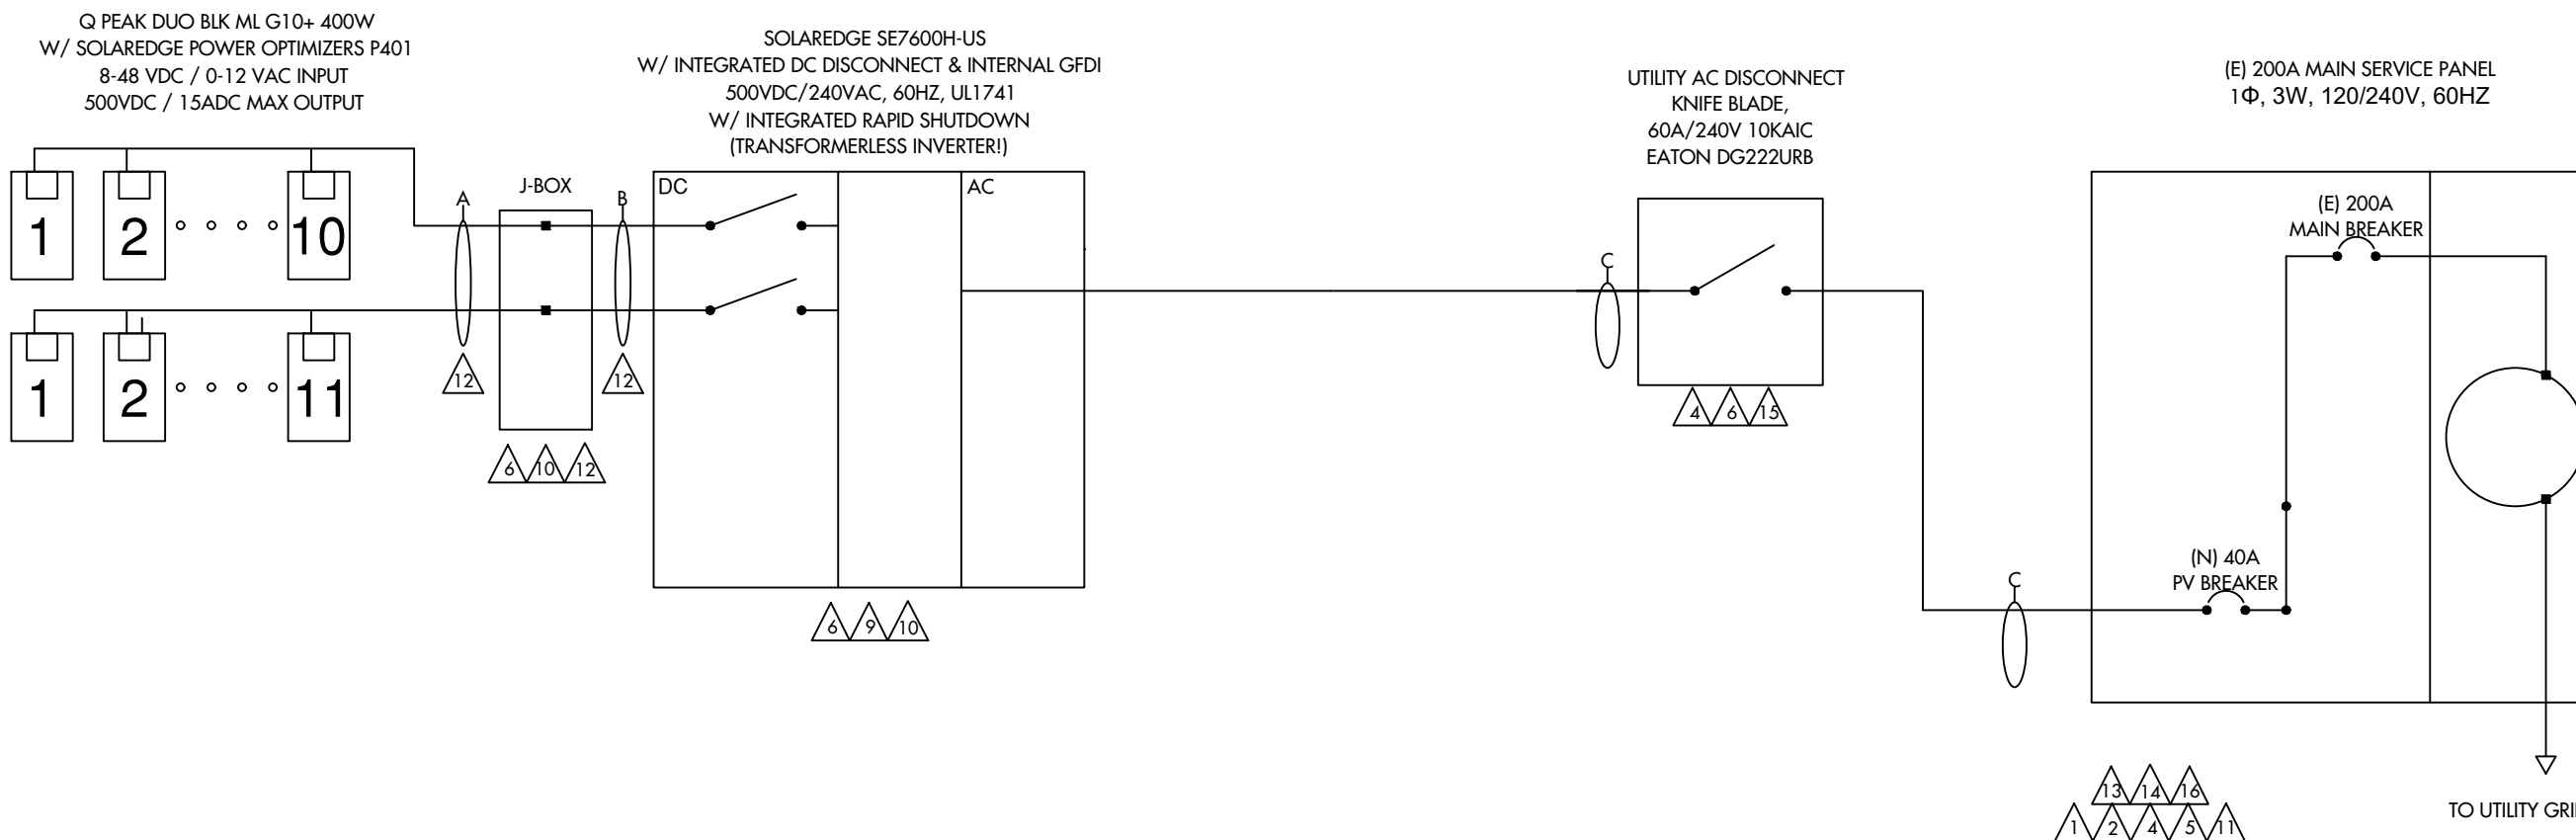 Q PEAK DUO BLK ML G10+ 400W
W/ SOLAREDGE POWER OPTIMIZERS P401
8-48 VDC / 0-12 VAC INPUT
500VDC / 15ADC MAX OUTPUT
SOLAREDGE SE7600H-US
W/ INTEGRATED DC DISCONNECT & INTERNAL GFDI
500VDC/240VAC, 60HZ, UL1741
W/ INTEGRATED RAPID SHUTDOWN
(TRANSFORMERLESS INVERTER!)
UTILITY AC DISCONNECT
KNIFE BLADE,
60A/240V 10KAIC
EATON DG222URB
(E) 200A MAIN SERVICE PANEL
1Φ, 3W, 120/240V, 60HZ
1 2 10
1 2 11
A
J-BOX
B
12
12
6 10 12
DC
AC
6 9 10
C
4 6 15
C
(E) 200A
MAIN BREAKER
(N) 40A
PV BREAKER
13 14 16
1 2 4 5 11
TO UTILITY